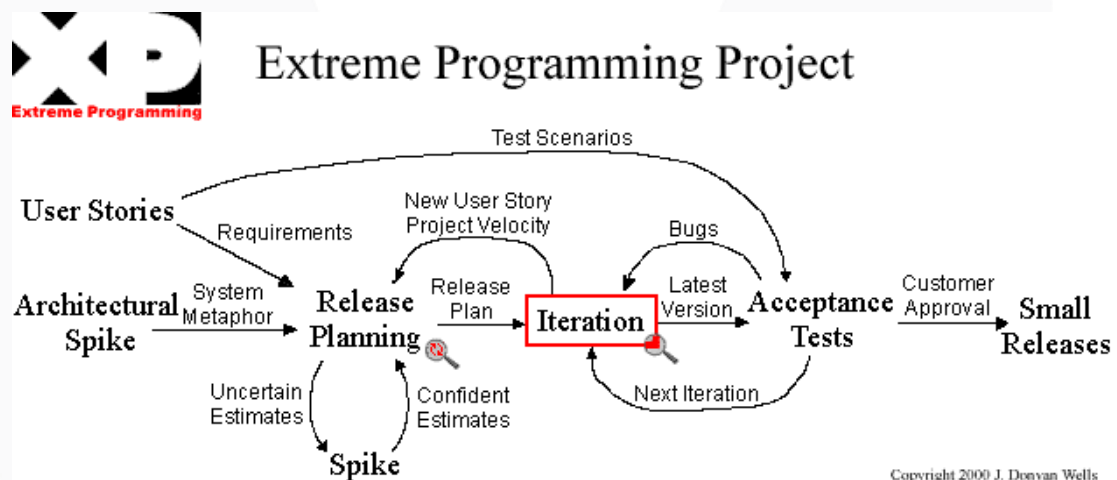 XP
Extreme Programming
Extreme Programming Project
Test Scenarios
User Stories
New User Story
Project Velocity
Bugs
Requirements
Architectural
Spike
System
Metaphor
Release
Planning
Release
Plan
Iteration
Latest
Version
Acceptance
Tests
Customer
Approval
Small
Releases
Uncertain
Estimates
Confident
Estimates
Next Iteration
Spike
Copyright 2000 J. Donvan Wells